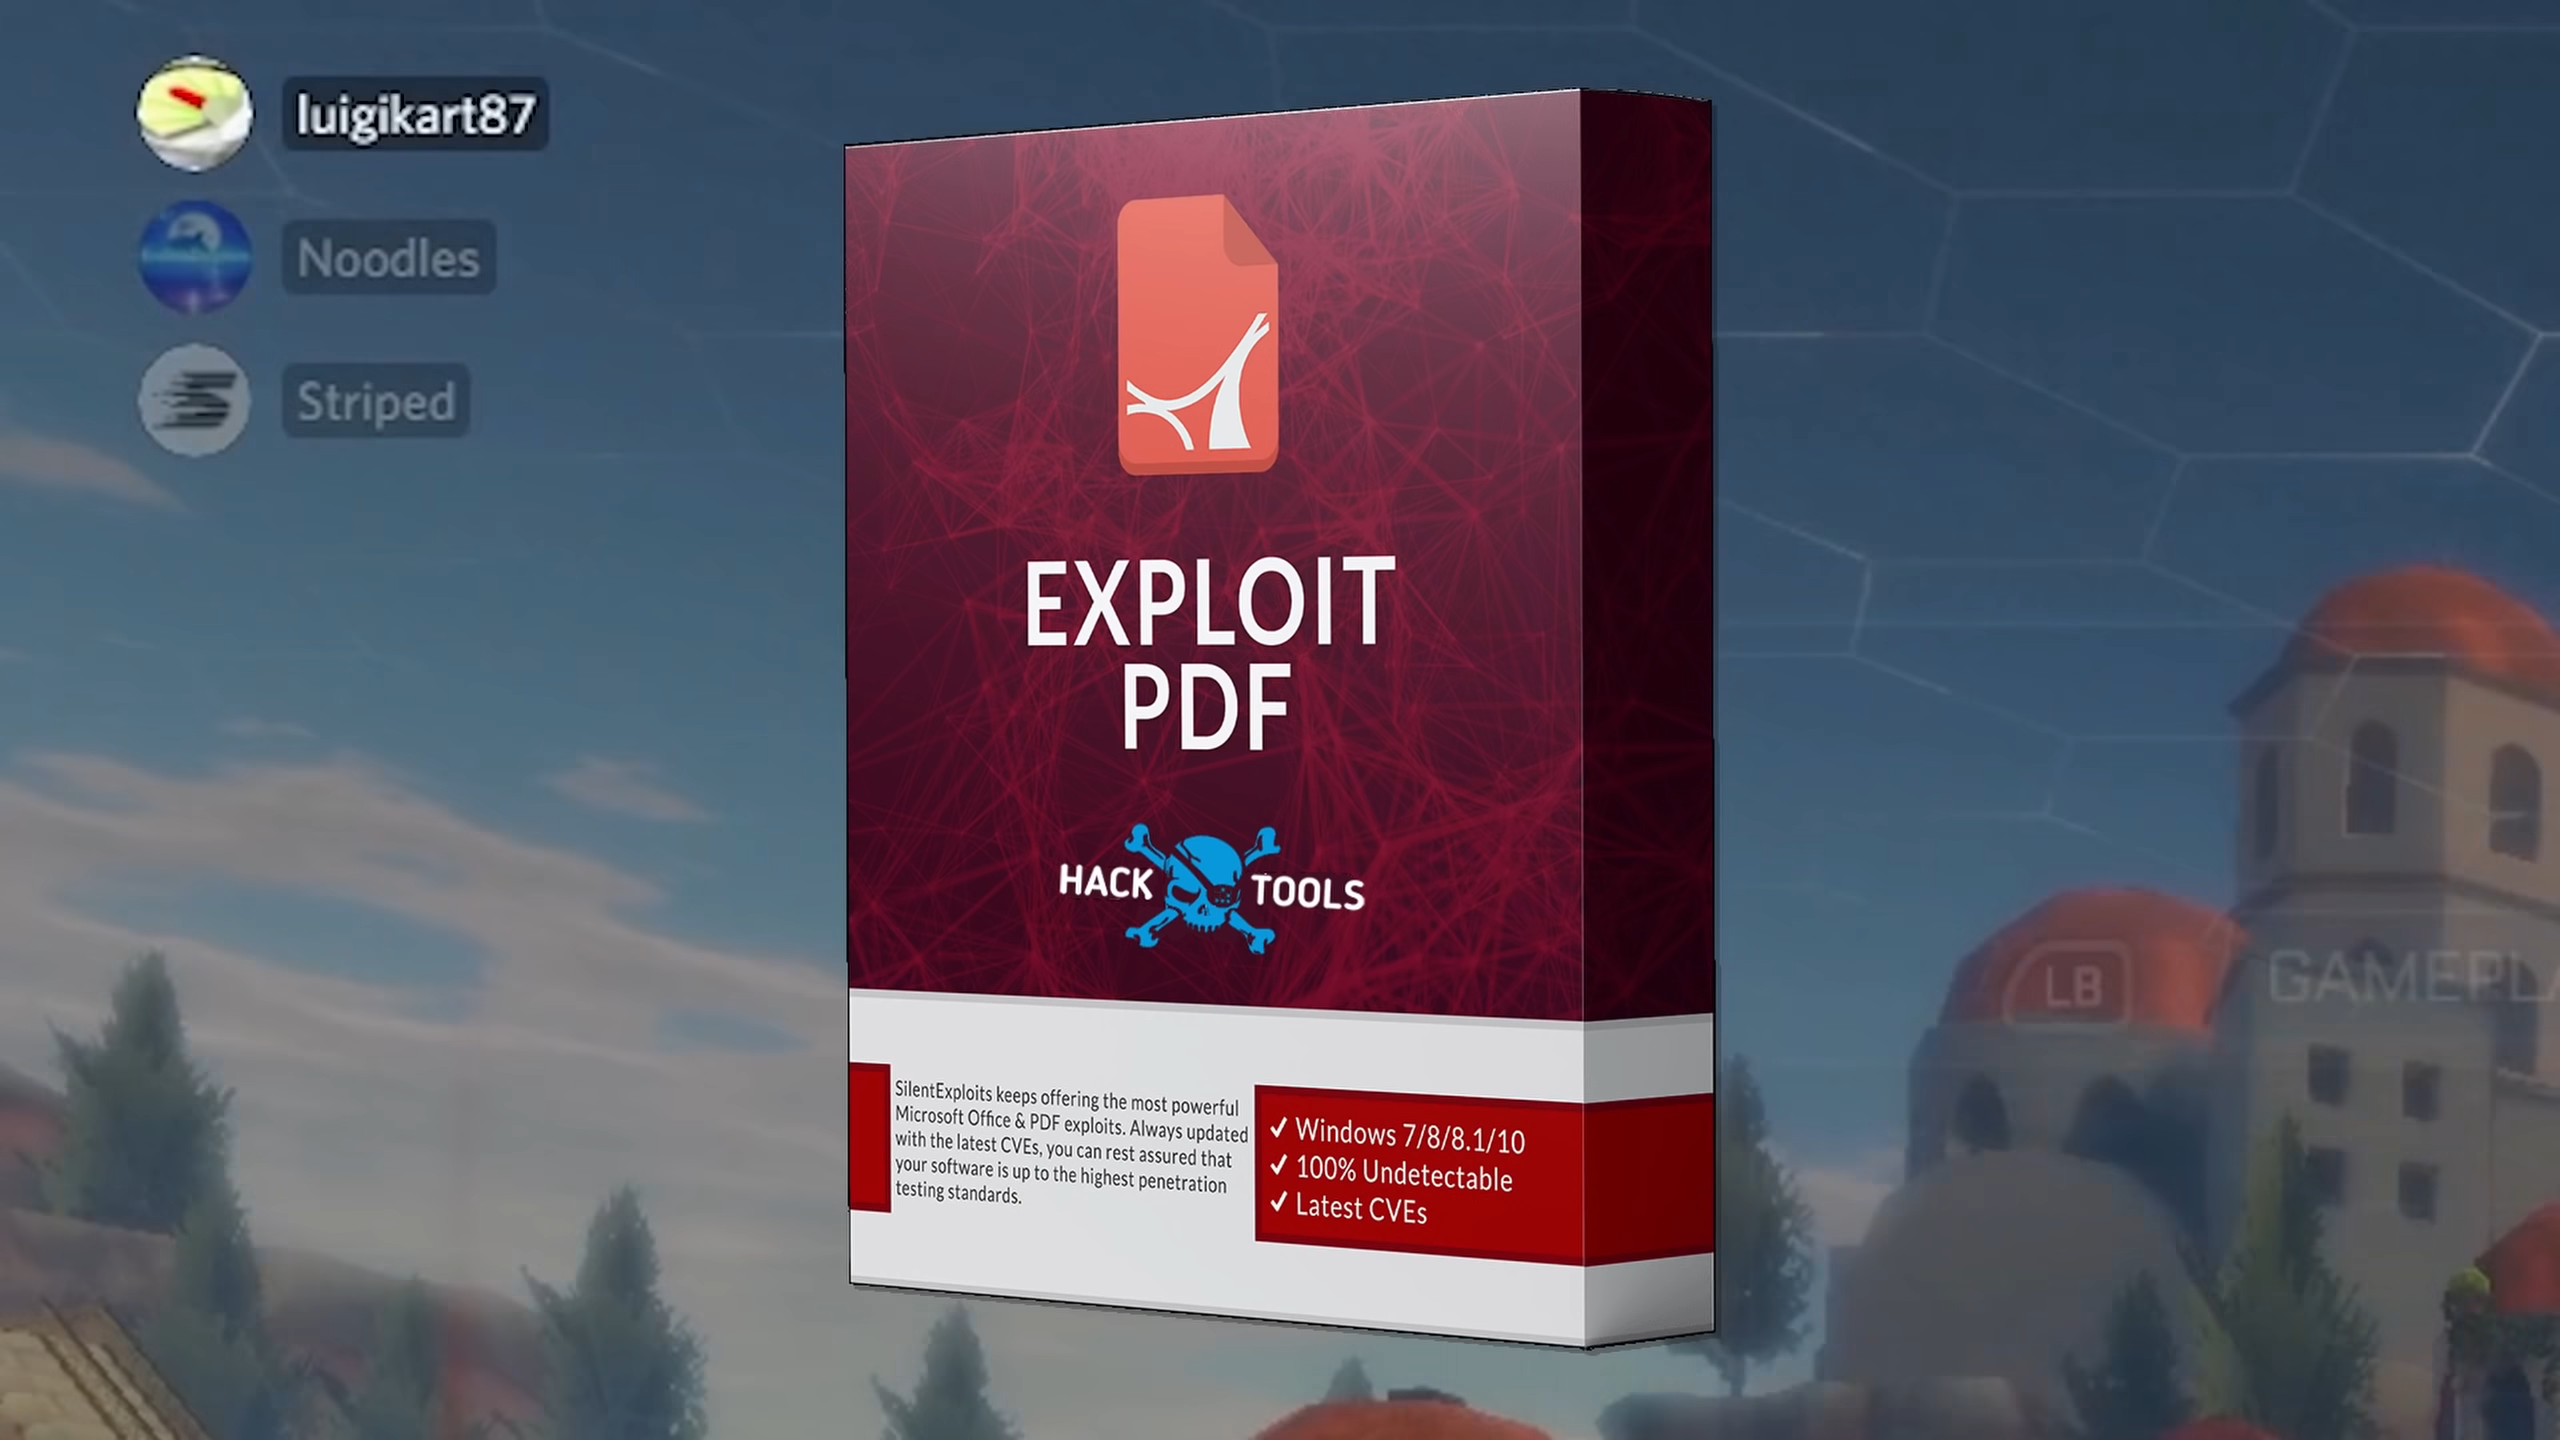 luigikart87
Noodles
Striped
EXPLOIT
PDF
HACK TOOLS
SilentExploits keeps offering the most powerful
Microsoft Office & PDF exploits. Always updated
with the latest CVEs, you can rest assured that
your software is up to the highest penetration
testing standards.
✓ Windows 7/8/8.1/10
✓ 100% Undetectable
✓ Latest CVEs
LB
GAMEPLA